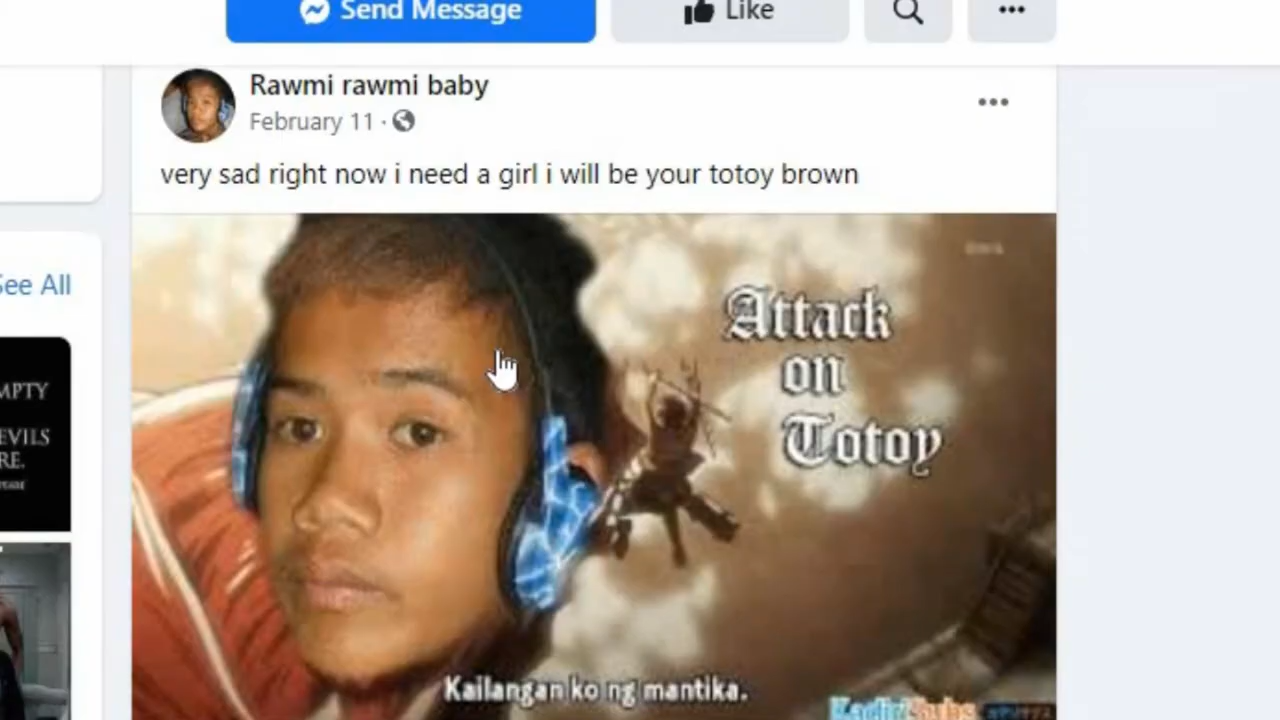 Send Message
Like
Rawmi rawmi baby
February 11 ·
very sad right now i need a girl i will be your totoy brown
See All
MPTY
EVILS
RE.
Attack
on
Totoy
Kailangan ko ng mantika.